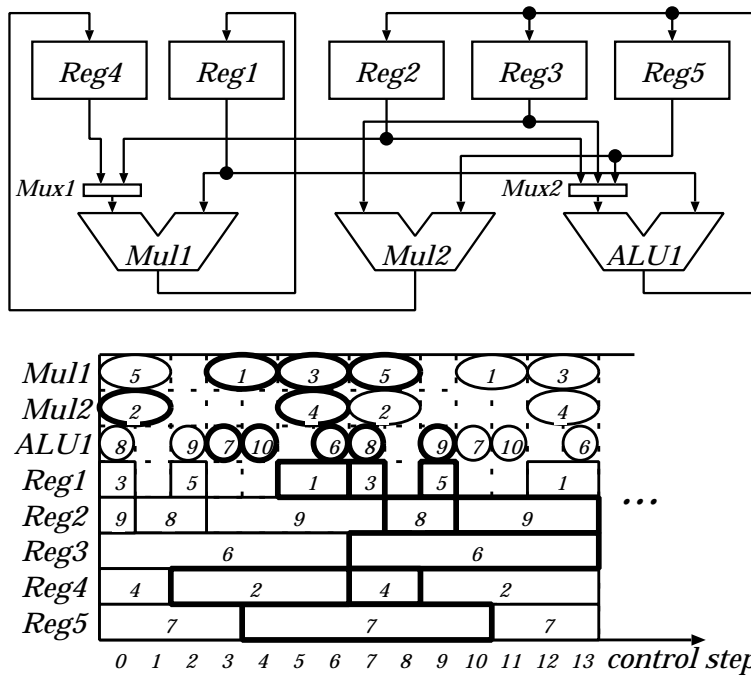 Reg4 Reg1 Reg2 Reg3 Reg5
Mux1 Mux2
Mul1 Mul2 ALU1
Mul1 5 1 3 5 1 3
Mul2 2 4 2 4
ALU1 8 9 7 10 6 8 9 7 10 6
Reg1 3 5 1 3 5 1
Reg2 9 8 9 8 9 ...
Reg3 6 6
Reg4 4 2 4 2
Reg5 7 7 7
0 1 2 3 4 5 6 7 8 9 10 11 12 13 control step